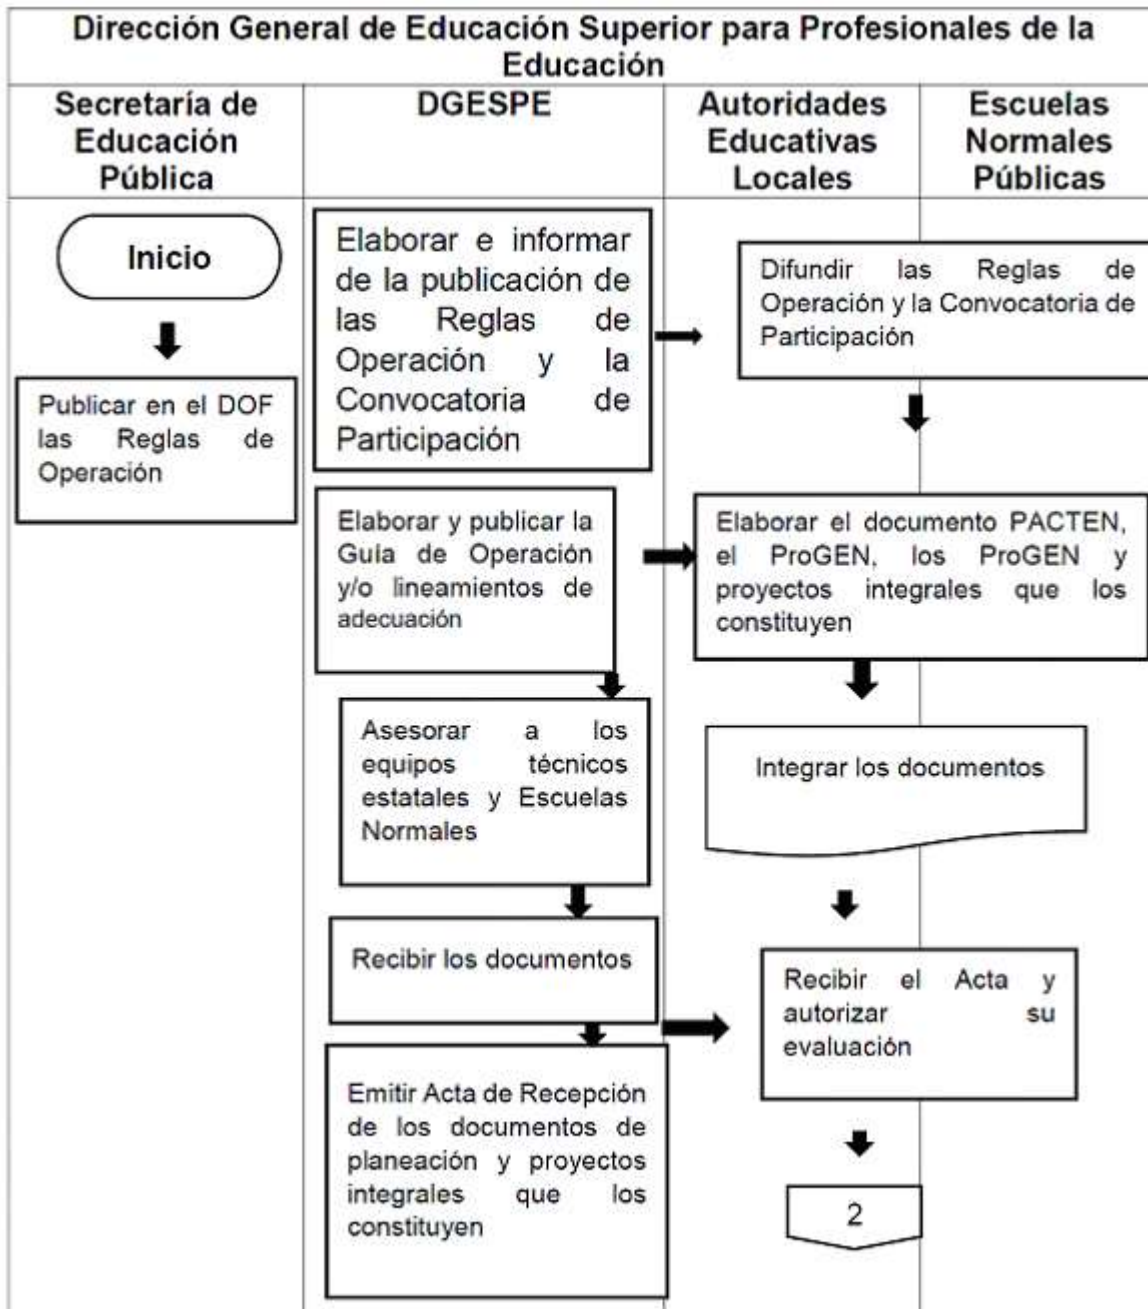 Dirección General de Educación Superior para Profesionales de la
Educación
Secretaría de
Educación
Pública
DGESPE
Autoridades
Educativas
Locales
Escuelas
Normales
Públicas
Inicio
Publicar en el DOF
las Reglas de
Operación
Elaborar e informar
de la publicación de
las Reglas de
Operación y la
Convocatoria de
Participación
Difundir las Reglas de
Operación y la Convocatoria de
Participación
Elaborar y publicar la
Guía de Operación
y/o lineamientos de
adecuación
Elaborar el documento PACTEN,
el ProGEN, los ProGEN y
proyectos integrales que los
constituyen
Asesorar a los
equipos técnicos
estatales y Escuelas
Normales
Integrar los documentos
Recibir los documentos
Recibir el Acta y
autorizar su
evaluación
Emitir Acta de Recepción
de los documentos de
planeación y proyectos
integrales que los
constituyen
2